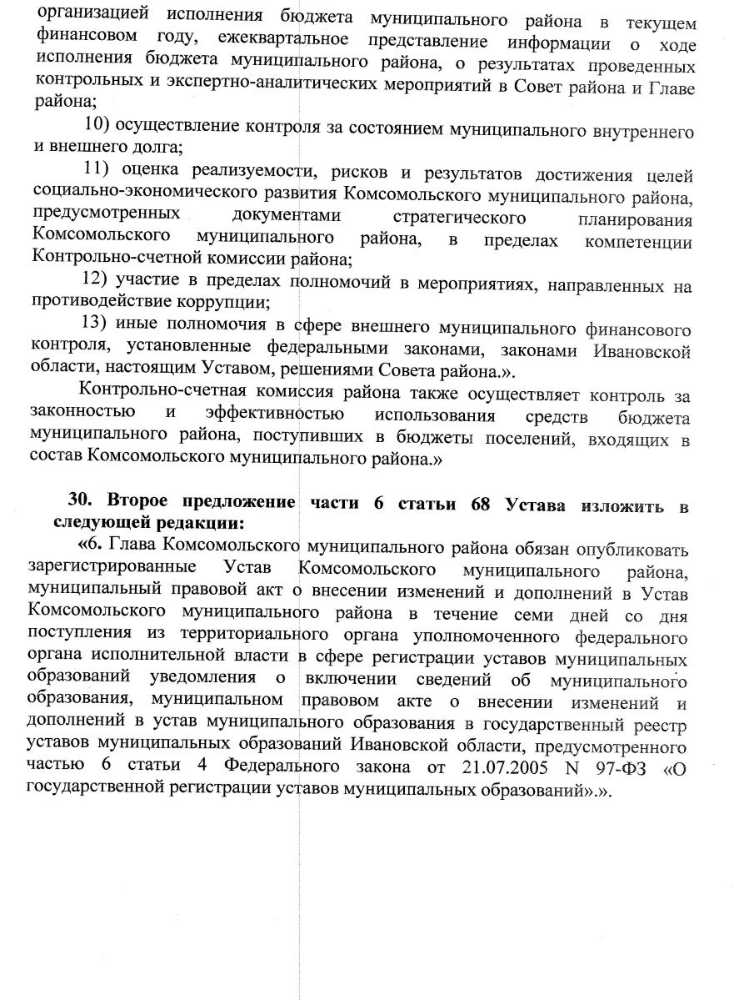 организацией исполнения бюджета муниципального района в текущем
финансовом году, ежеквартальное представление информации о ходе
исполнения бюджета муниципального района, о результатах проведенных
контрольных и экспертно-аналитических мероприятий в Совет района и Главе
района;
10) осуществление контроля за состоянием муниципального внутреннего
и внешнего долга;
11) оценка реализуемости, рисков и результатов достижения целей
социально-экономического развития Комсомольского муниципального района,
предусмотренных документами стратегического планирования
Комсомольского муниципального района, в пределах компетенции
Контрольно-счетной комиссии района;
12) участие в пределах полномочий в мероприятиях, направленных на
противодействие коррупции;
13) иные полномочия в сфере внешнего муниципального финансового
контроля, установленные федеральными законами, законами Ивановской
области, настоящим Уставом, решениями Совета района.».
Контрольно-счетная комиссия района также осуществляет контроль за
законностью и эффективностью использования средств бюджета
муниципального района, поступивших в бюджеты поселений, входящих в
состав Комсомольского муниципального района.»
30. Второе предложение части 6 статьи 68 Устава изложить в
следующей редакции:
«6. Глава Комсомольского муниципального района обязан опубликовать
зарегистрированные Устав Комсомольского муниципального района,
муниципальный правовой акт о внесении изменений и дополнений в Устав
Комсомольского муниципального района в течение семи дней со дня
поступления из территориального органа уполномоченного федерального
органа исполнительной власти в сфере регистрации уставов муниципальных
образований уведомления о включении сведений об муниципального
образования, муниципальном правовом акте о внесении изменений и
дополнений в устав муниципального образования в государственный реестр
уставов муниципальных образований Ивановской области, предусмотренного
частью 6 статьи 4 Федерального закона от 21.07.2005 N 97-ФЗ «О
государственной регистрации уставов муниципальных образований».».